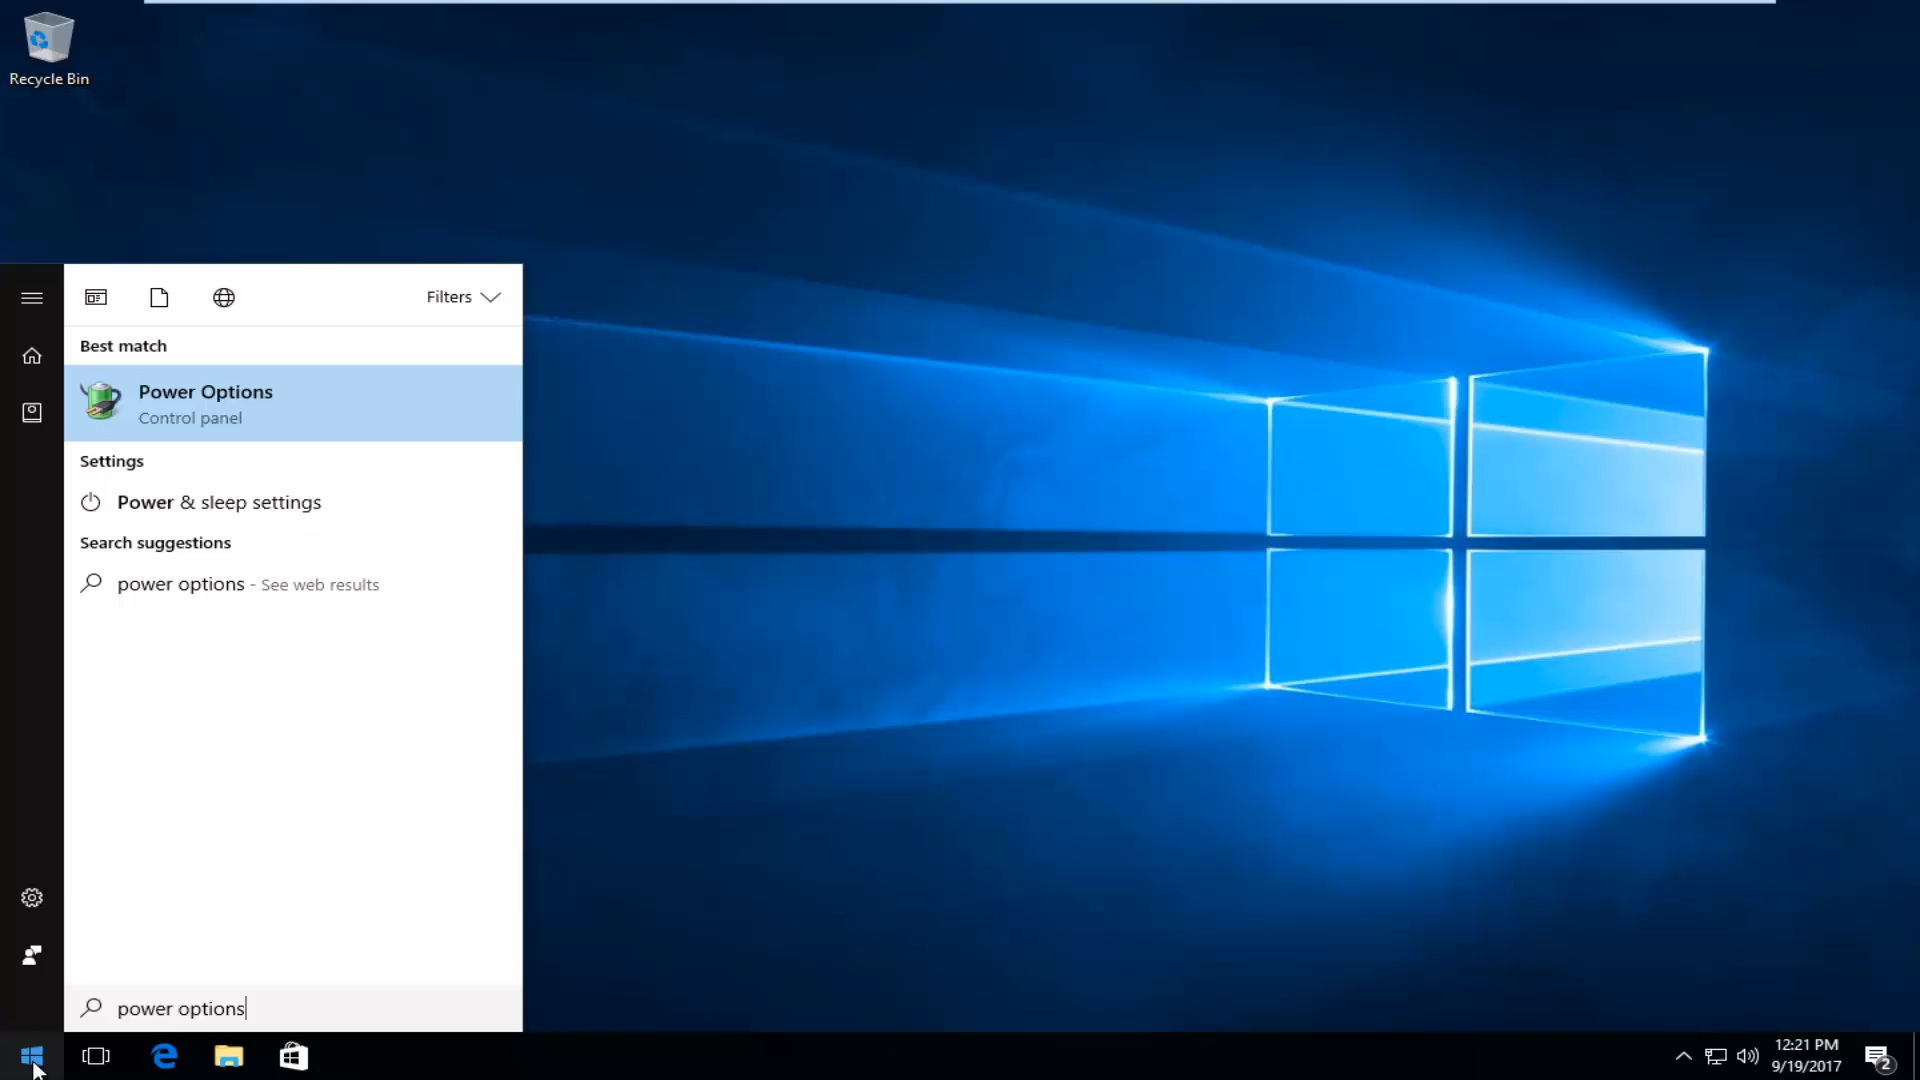 Recycle Bin
Filters
Best match
Power Options
Control panel
Settings
Power & sleep settings
Search suggestions
power options - See web results
power options
12:21 PM
9/19/2017
2